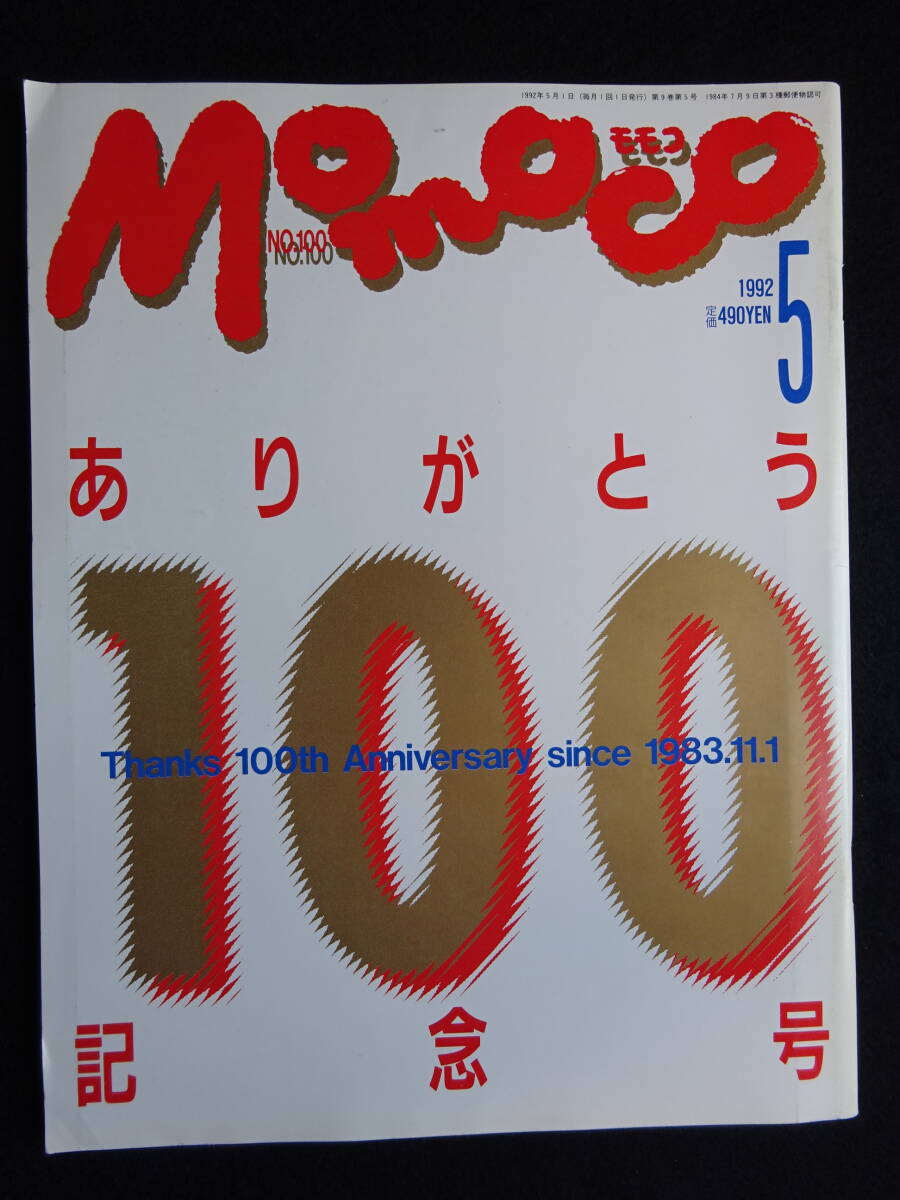 1992年5月1日(毎月1回1日発行)第9巻第5号 1984年7月9日第3種郵便物認可
Momoco
モモコ
NO.100
1992
5
定価490YEN
ありがとう
100
Thanks 100th Anniversary since 1983.11.1
記念号